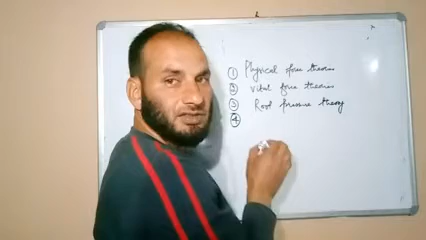 ① Physical force theories
② Vital force theories
③ Root pressure theory
④